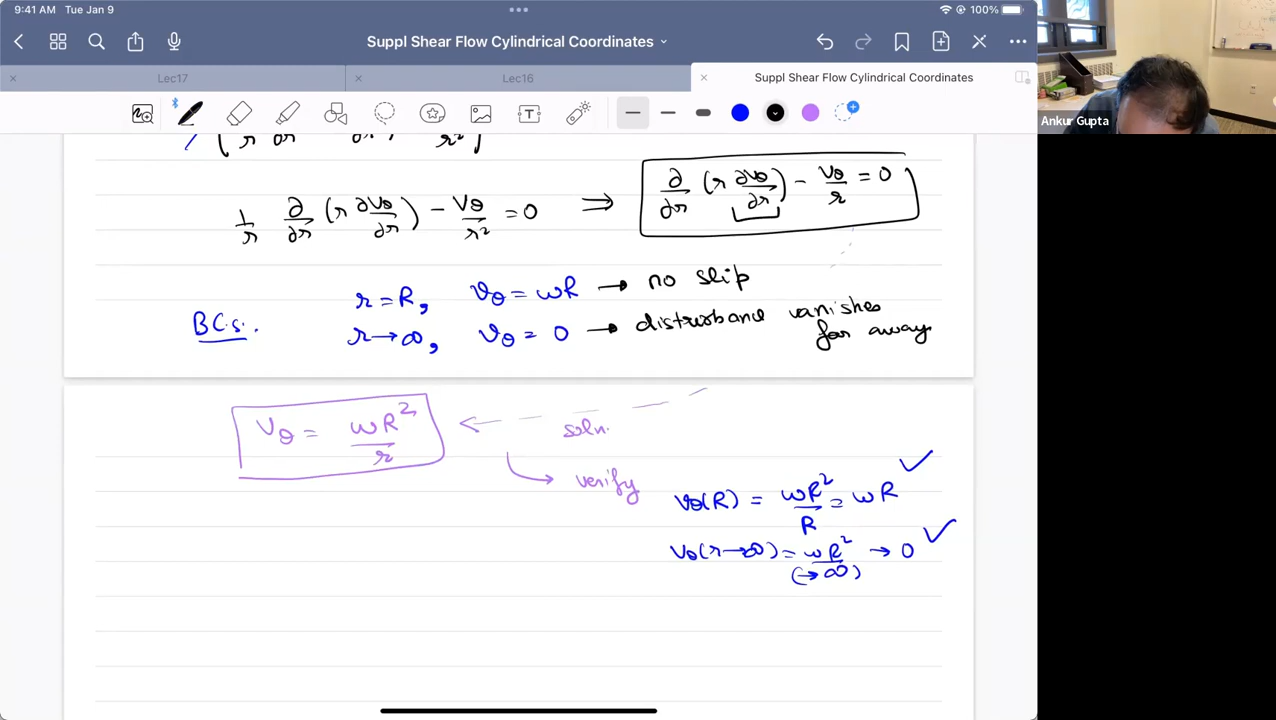 9:41 AM Tue Jan 9
100%
Suppl Shear Flow Cylindrical Coordinates
Lec17
Lec16
Suppl Shear Flow Cylindrical Coordinates
Ankur Gupta
1/r ∂/∂r (r ∂vθ/∂r) − vθ/r² = 0 ⇒ ∂/∂r (r ∂vθ/∂r) − vθ/r = 0
B.C.s.
r = R, vθ = ωR → no slip
r → ∞, vθ = 0 → disturbance vanishes far away
vθ = ωR²/r ← soln.
verify
vθ(R) = ωR²/R = ωR ✓
vθ(r→∞) = ωR²/(→∞) → 0 ✓